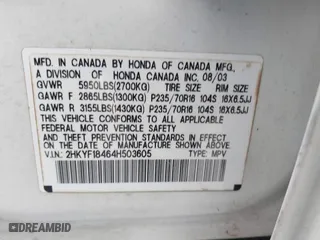 MFD. IN CANADA BY HONDA OF CANADA MFG.,
A DIVISION OF HONDA CANADA INC, 08/03
GVWR 5950LBS(2700KG) TIRE SIZE RIM SIZE
GAWR F 2865LBS(1300KG) P235/70R16 104S 16X6.5JJ
GAWR R 3155LBS(1430KG) P235/70R16 104S 16X6.5JJ
THIS VEHICLE CONFORMS TO ALL APPLICABLE
FEDERAL MOTOR VEHICLE SAFETY AND THEFT
PREVENTION STANDARDS IN EFFECT ON THE
DATE OF MANUFACTURE SHOWN ABOVE.
V.I.N.: 2HKYF18464H503605 TYPE: MPV
© AutoBidMaster, LLC. All